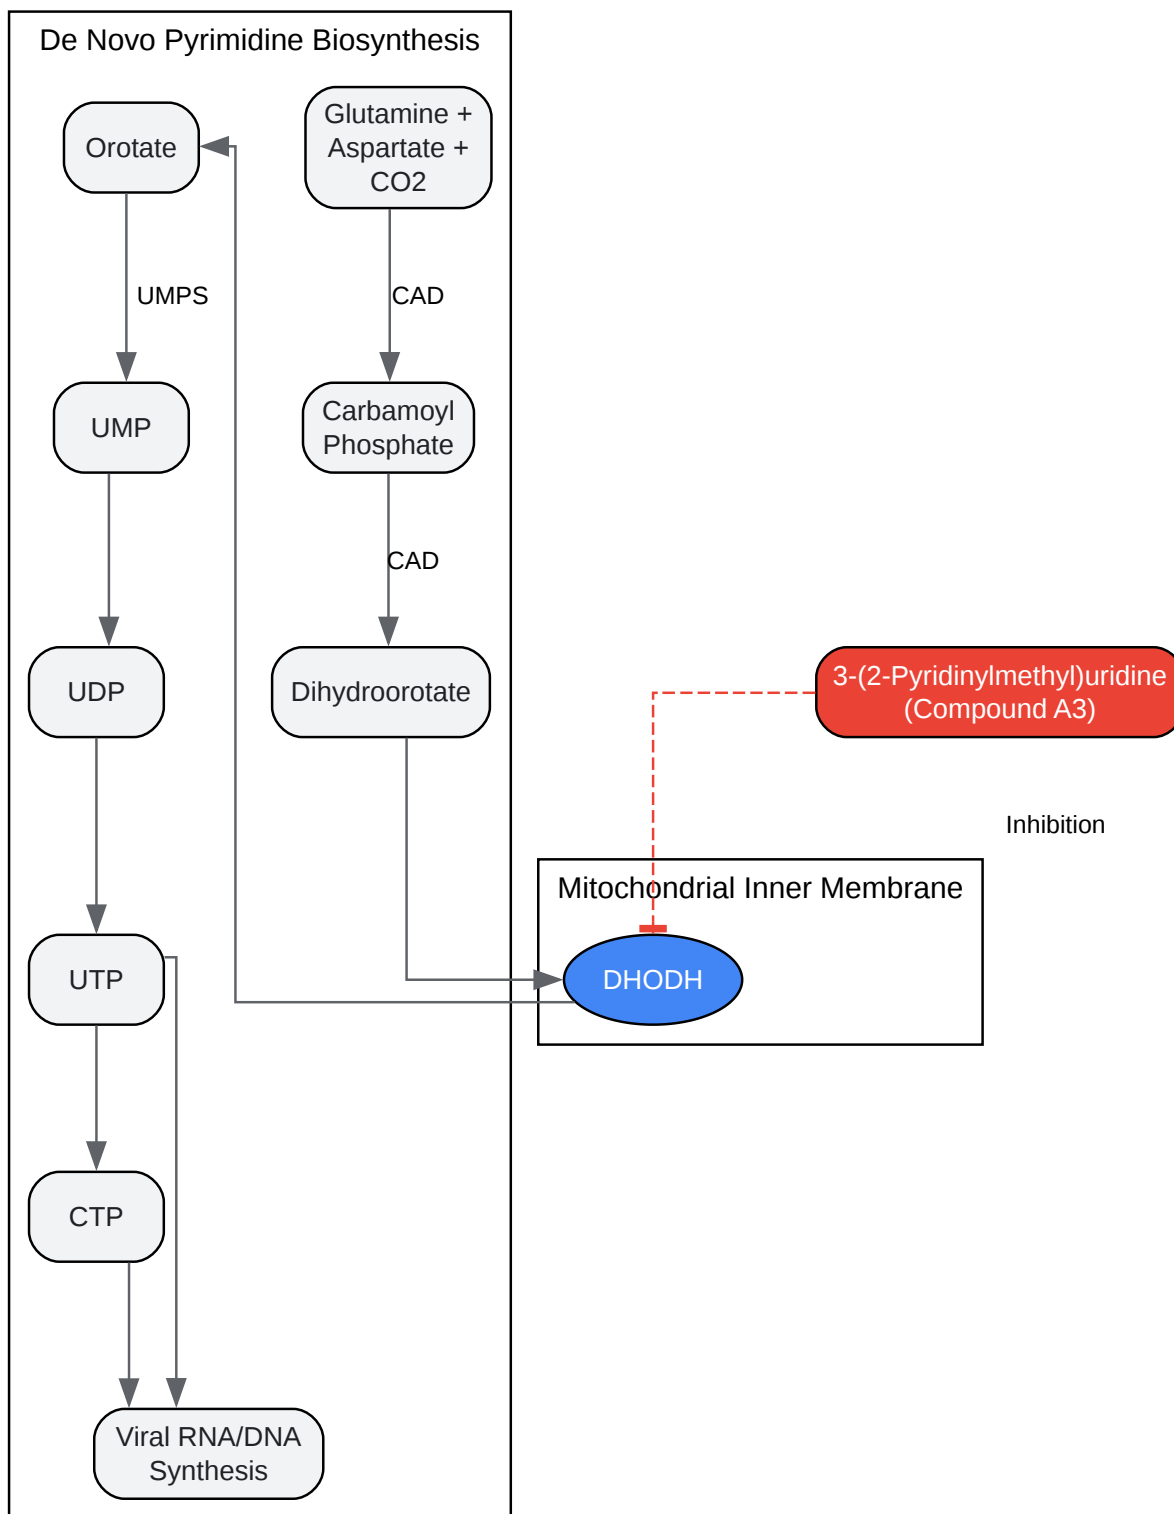 De Novo Pyrimidine Biosynthesis
Orotate
Glutamine +
Aspartate +
CO2
UMPS
CAD
UMP
Carbamoyl
Phosphate
CAD
UDP
Dihydroorotate
3-(2-Pyridinylmethyl)uridine
(Compound A3)
Inhibition
Mitochondrial Inner Membrane
UTP
DHODH
CTP
Viral RNA/DNA
Synthesis